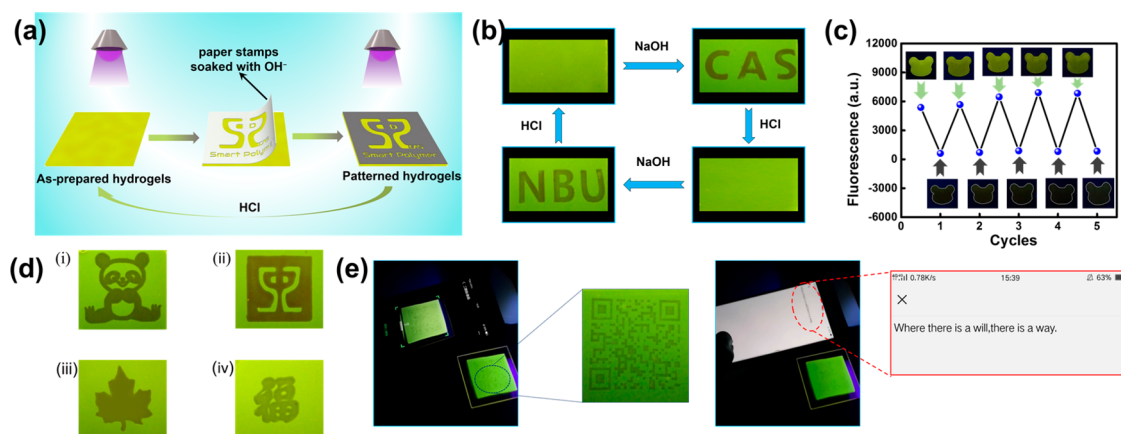 (a)
paper stamps
soaked with OH⁻
Smart Polymer
Smart Polymer
As-prepared hydrogels
Patterned hydrogels
HCl
(b)
NaOH
CAS
HCl
HCl
NBU
NaOH
(c)
Fluorescence (a.u.)
12000
9000
6000
3000
0
-3000
-6000
0
1
2
3
4
5
Cycles
(d)
(i)
(ii)
(iii)
(iv)
福
(e)
0.78K/s
15:39
63%
Where there is a will,there is a way.